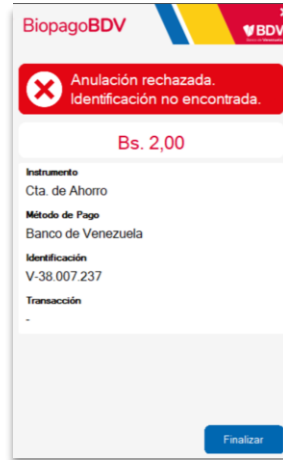 BiopagoBDV
BDV
Anulación rechazada.
Identificación no encontrada.
Bs. 2,00
Instrumento
Cta. de Ahorro
Método de Pago
Banco de Venezuela
Identificación
V-38.007.237
Transacción
-
Finalizar